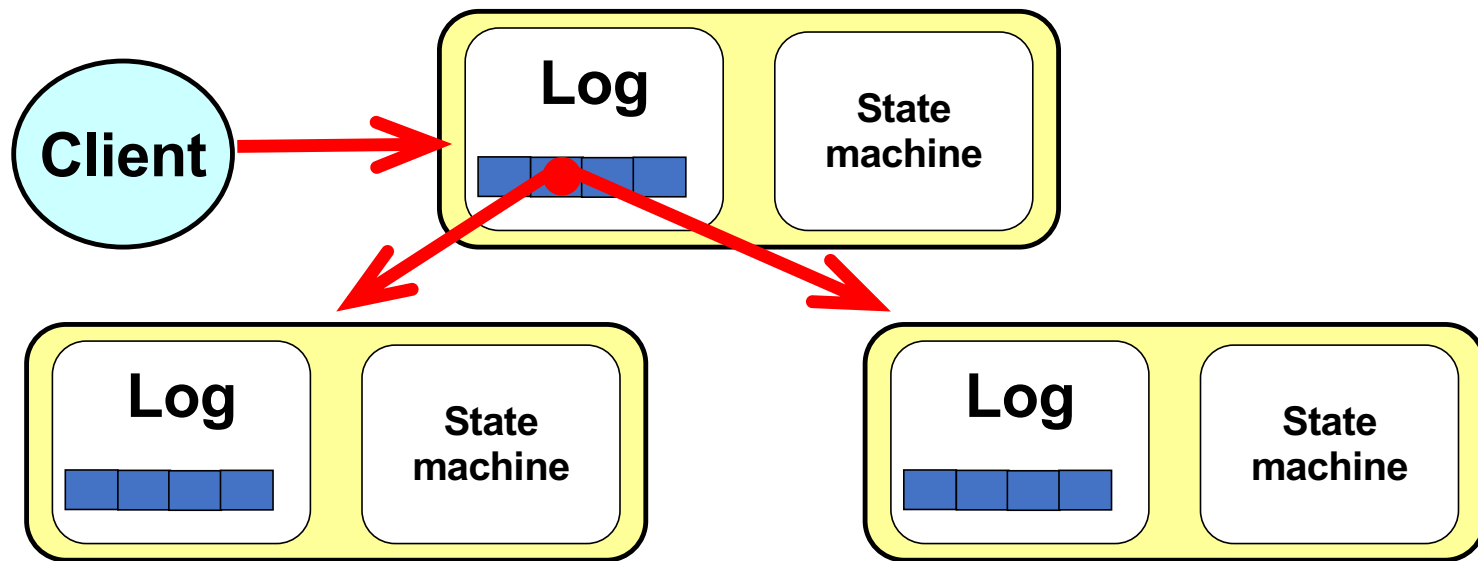 Log
State
machine
Client
Log
State
machine
Log
State
machine